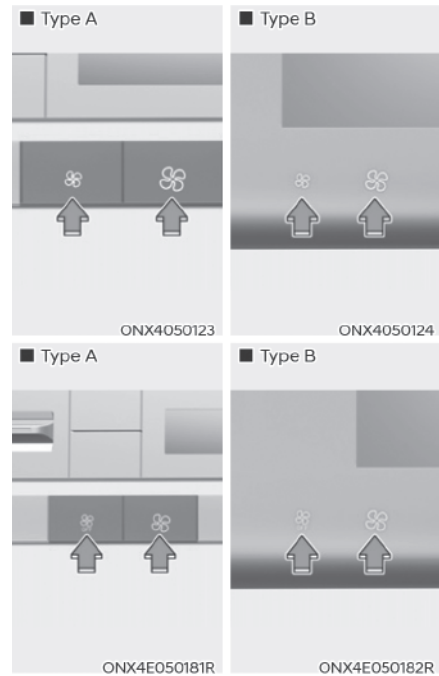 ■ Type A
■ Type B
ONX4050123
ONX4050124
■ Type A
■ Type B
ONX4E050181R
ONX4E050182R